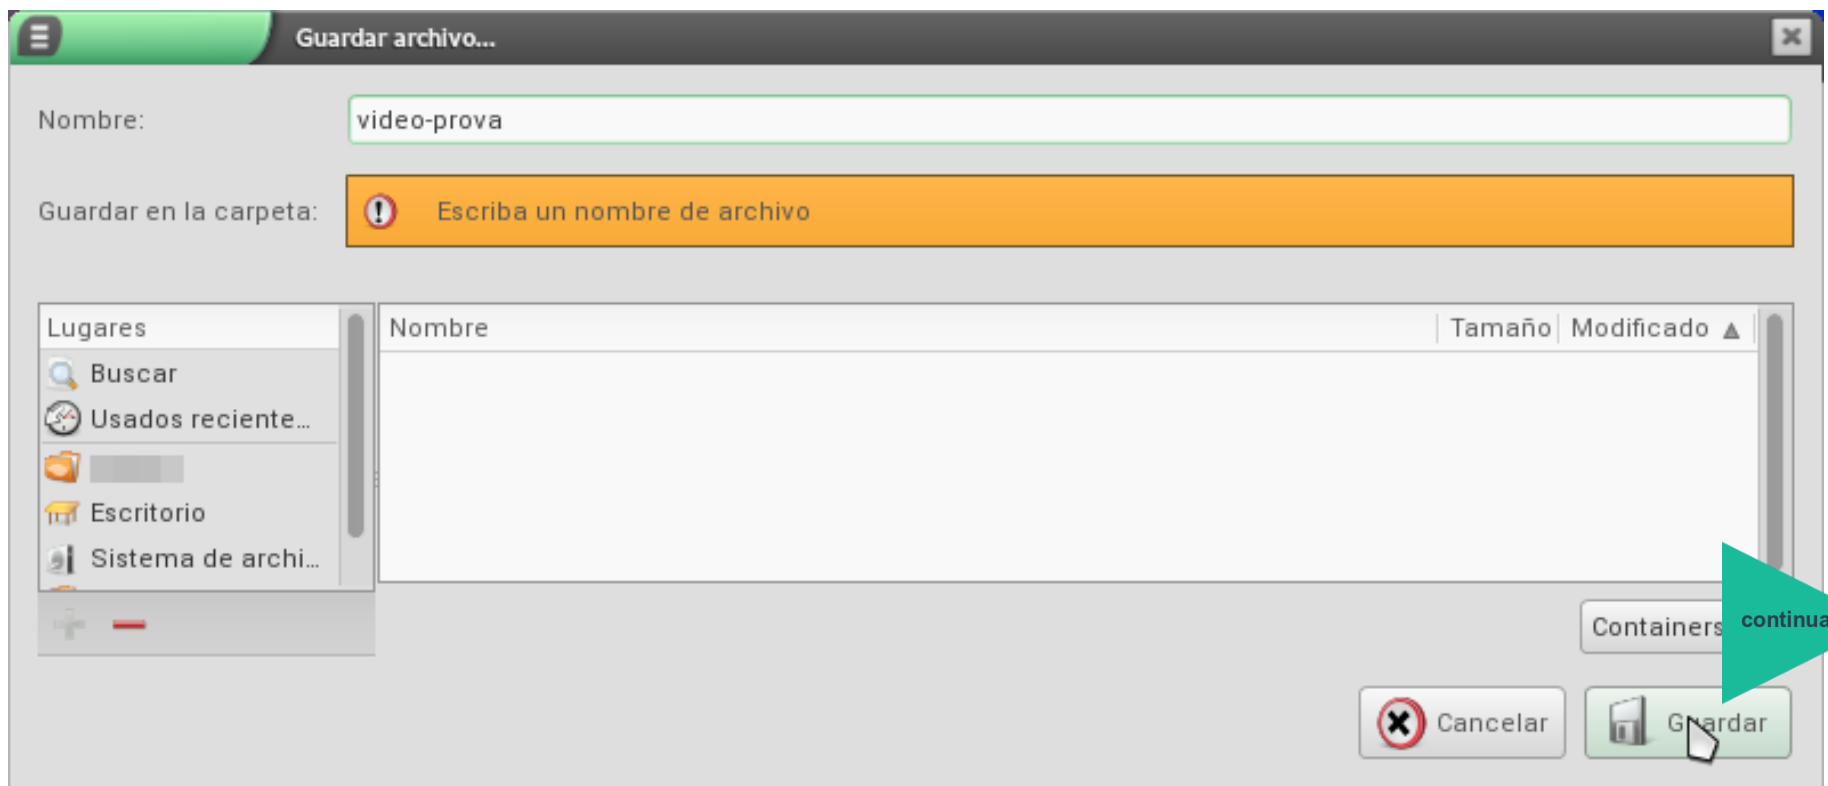 Guardar archivo...
Nombre:
video-prova
Guardar en la carpeta:
Escriba un nombre de archivo
Lugares
Nombre
Tamaño
Modificado
Buscar
Usados reciente...
Escritorio
Sistema de archi...
Containers
continua
Cancelar
Guardar